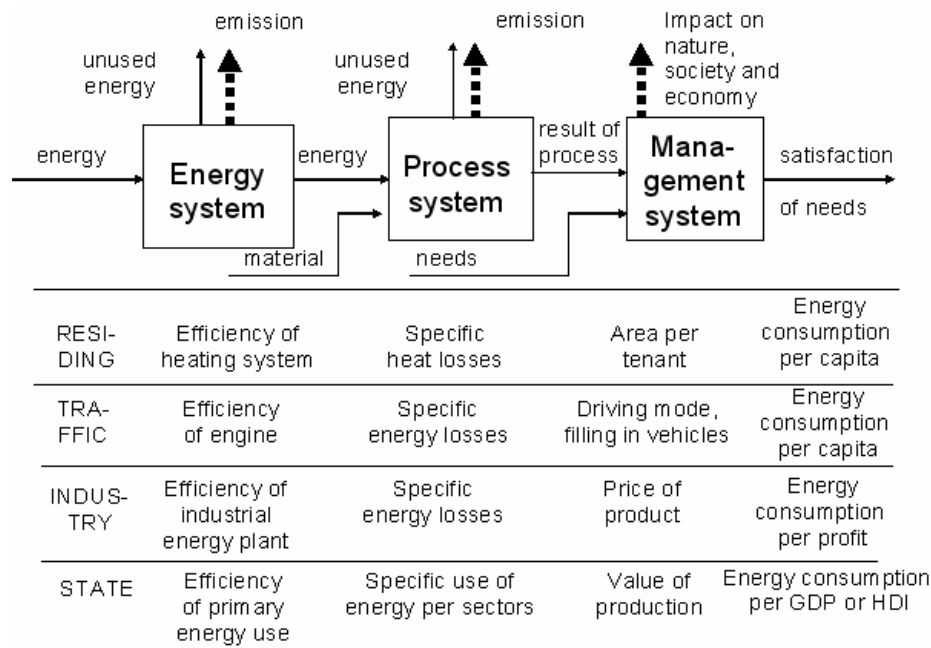 emission
unused
energy
emission
unused
energy
Impact on
nature,
society and
economy
energy
Energy
system
energy
Process
system
result of
process
Mana-
gement
system
satisfaction
of needs
material
needs
RESI-
DING
Efficiency of
heating system
Specific
heat losses
Area per
tenant
Energy
consumption
per capita
TRA-
FFIC
Efficiency
of engine
Specific
energy losses
Driving mode,
filling in vehicles
Energy
consumption
per capita
INDUS-
TRY
Efficiency of
industrial
energy plant
Specific
energy losses
Price of
product
Energy
consumption
per profit
STATE
Efficiency
of primary
energy use
Specific use of
energy per sectors
Value of
production
Energy consumption
per GDP or HDI